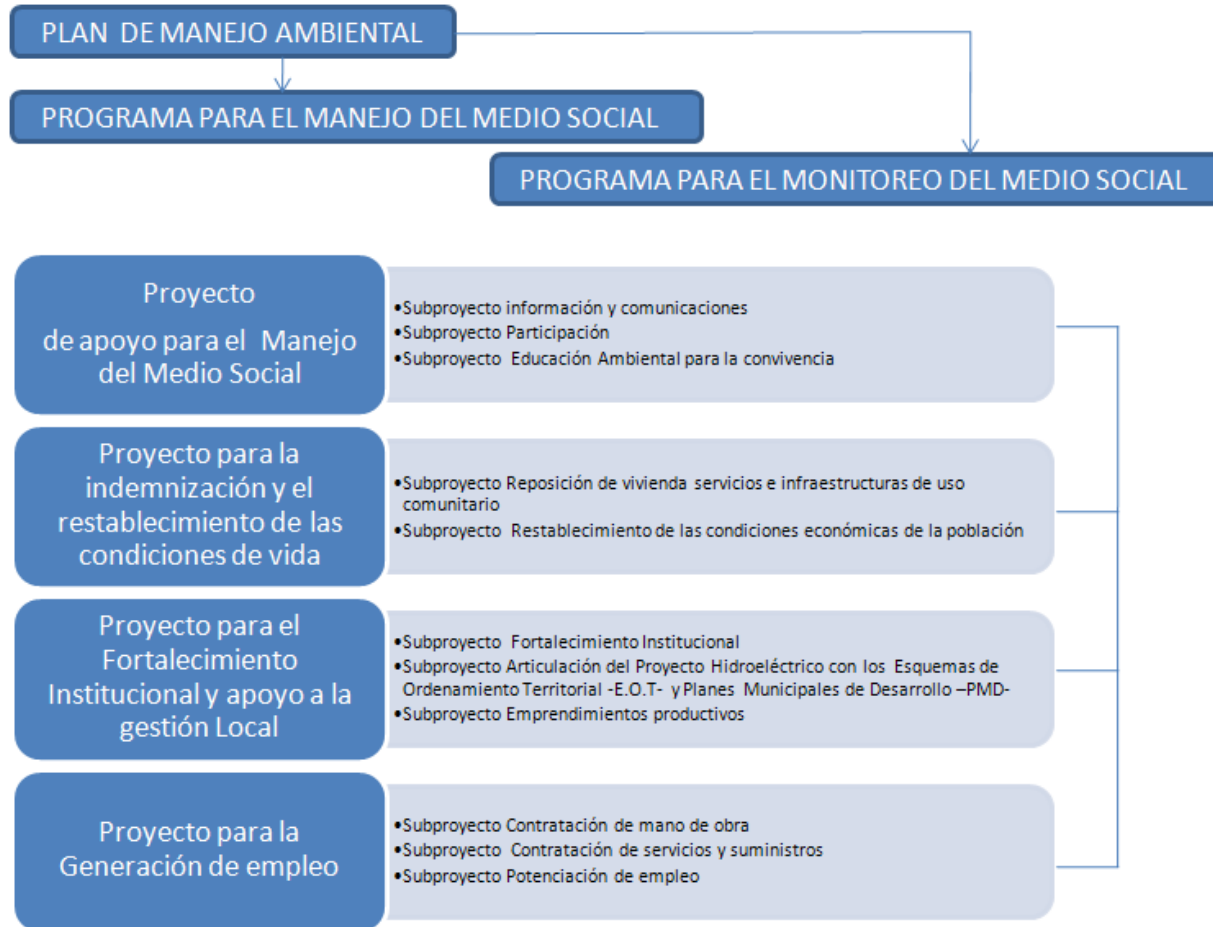 PLAN DE MANEJO AMBIENTAL
PROGRAMA PARA EL MANEJO DEL MEDIO SOCIAL
PROGRAMA PARA EL MONITOREO DEL MEDIO SOCIAL
Proyecto
de apoyo para el Manejo
del Medio Social
•Subproyecto información y comunicaciones
•Subproyecto Participación
•Subproyecto Educación Ambiental para la convivencia
Proyecto para la
indemnización y el
restablecimiento de las
condiciones de vida
•Subproyecto Reposición de vivienda servicios e infraestructuras de uso
comunitario
•Subproyecto Restablecimiento de las condiciones económicas de la población
Proyecto para el
Fortalecimiento
Institucional y apoyo a la
gestión Local
•Subproyecto Fortalecimiento Institucional
•Subproyecto Articulación del Proyecto Hidroeléctrico con los Esquemas de
Ordenamiento Territorial -E.O.T- y Planes Municipales de Desarrollo –PMD-
•Subproyecto Emprendimientos productivos
Proyecto para la
Generación de empleo
•Subproyecto Contratación de mano de obra
•Subproyecto Contratación de servicios y suministros
•Subproyecto Potenciación de empleo